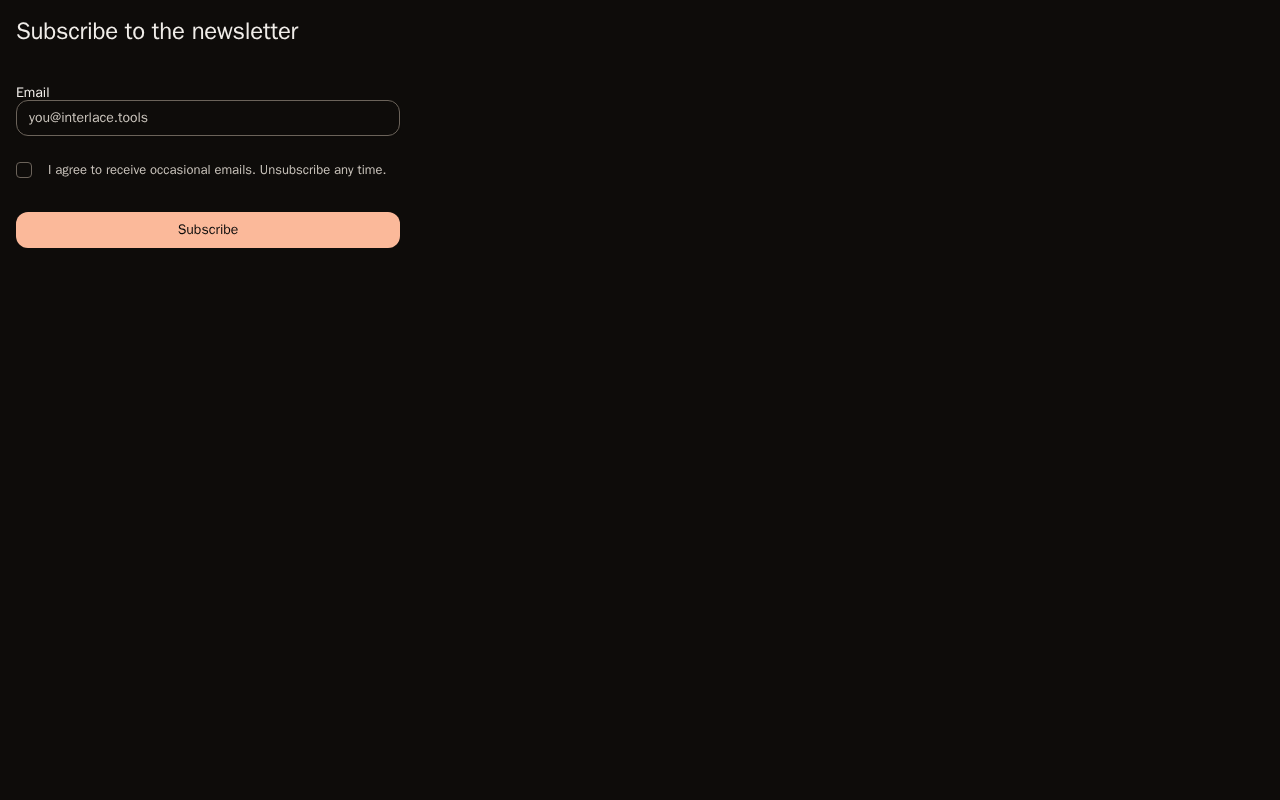 Subscribe to the newsletter
Email
you@interlace.tools
I agree to receive occasional emails. Unsubscribe any time.
Subscribe